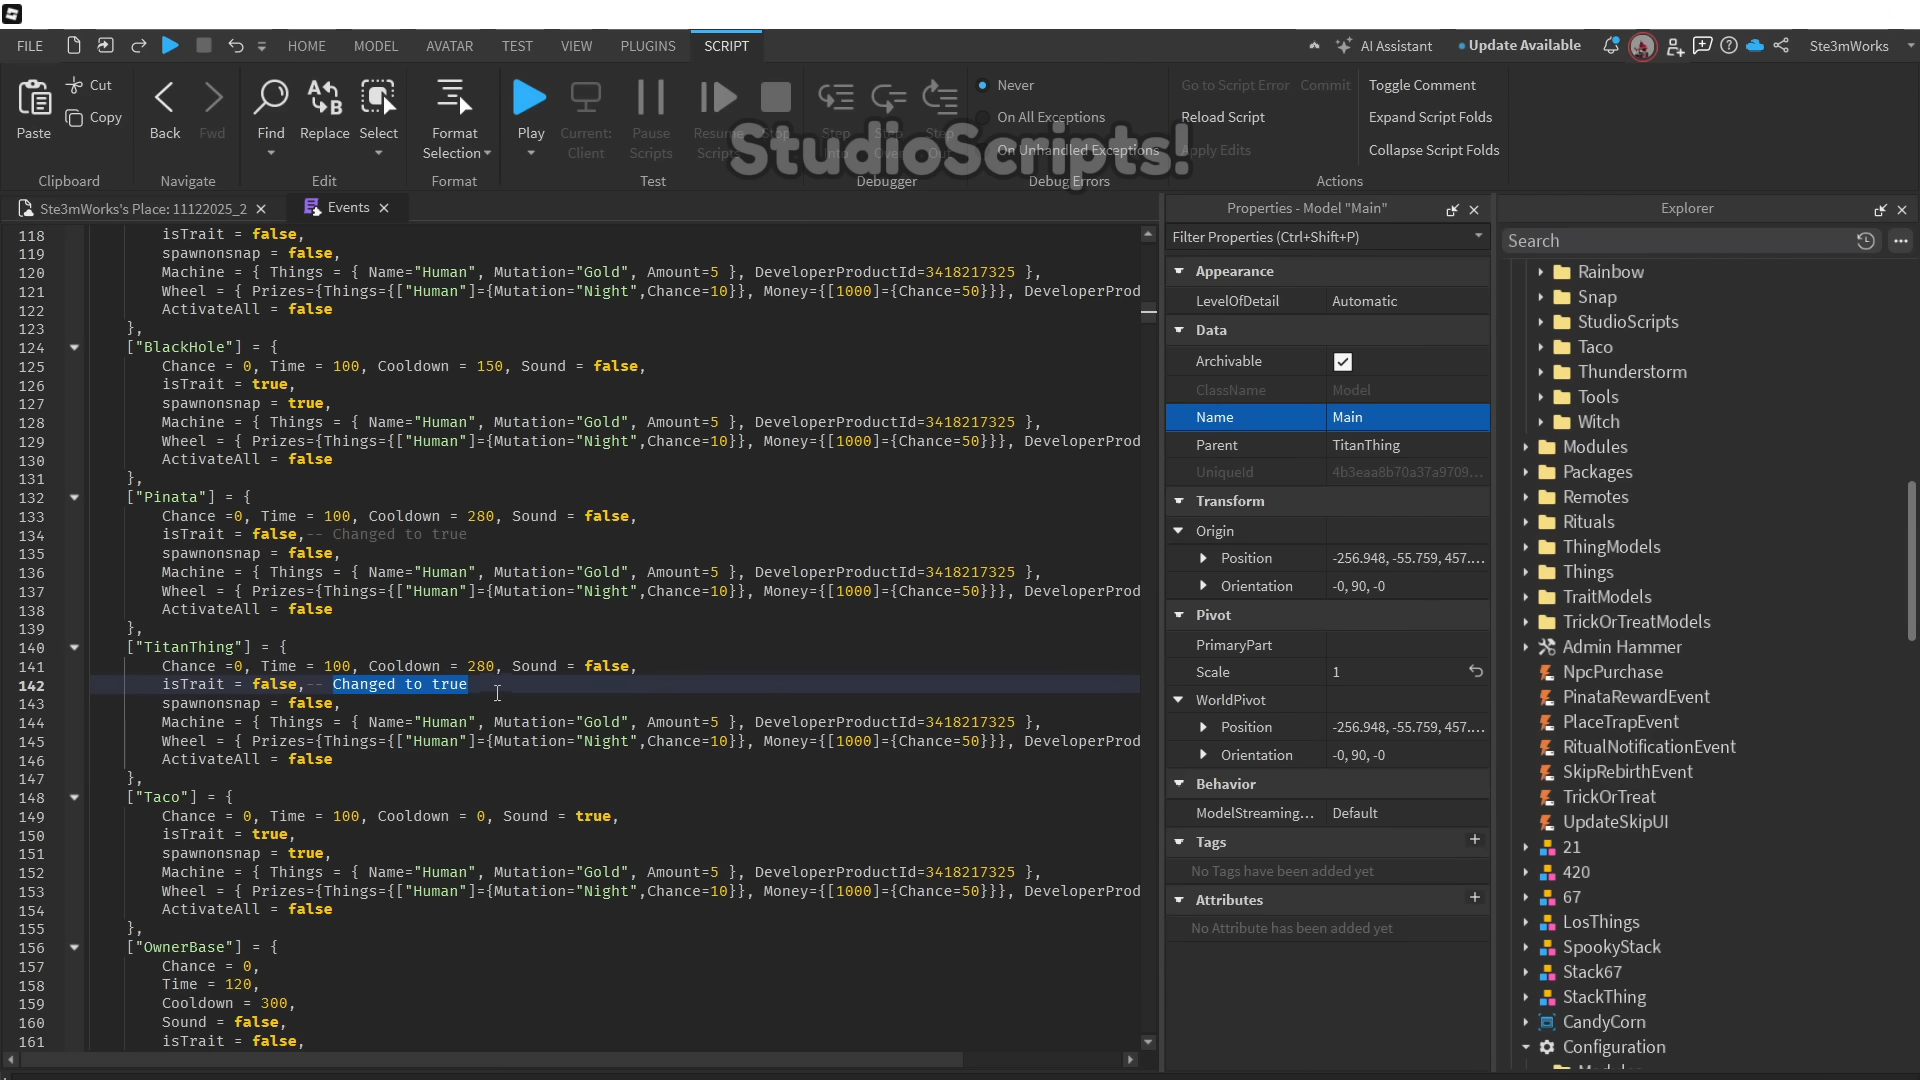 FILE
HOME
MODEL
AVATAR
TEST
VIEW
PLUGINS
SCRIPT
AI Assistant
Update Available
Ste3mWorks
Paste
Cut
Copy
Clipboard
Back
Fwd
Navigate
Find
Replace
Select
Edit
Format
Selection
Format
Play
Current:
Client
Pause
Scripts
Resume
Scripts
Stop
Test
Step
Into
Step
Over
Step
Out
Debugger
Never
On All Exceptions
On Unhandled Exceptions
Debug Errors
Go to Script Error
Commit
Reload Script
Apply Edits
Toggle Comment
Expand Script Folds
Collapse Script Folds
Actions
StudioScripts!
Ste3mWorks's Place: 11122025_2
Events
118 isTrait = false,
119 spawnonsnap = false,
120 Machine = { Things = { Name="Human", Mutation="Gold", Amount=5 }, DeveloperProductId=3418217325 },
121 Wheel = { Prizes={Things={["Human"]={Mutation="Night",Chance=10}}, Money={[1000]={Chance=50}}}, DeveloperProd
122 ActivateAll = false
123 },
124 ["BlackHole"] = {
125 Chance = 0, Time = 100, Cooldown = 150, Sound = false,
126 isTrait = true,
127 spawnonsnap = true,
128 Machine = { Things = { Name="Human", Mutation="Gold", Amount=5 }, DeveloperProductId=3418217325 },
129 Wheel = { Prizes={Things={["Human"]={Mutation="Night",Chance=10}}, Money={[1000]={Chance=50}}}, DeveloperProd
130 ActivateAll = false
131 },
132 ["Pinata"] = {
133 Chance =0, Time = 100, Cooldown = 280, Sound = false,
134 isTrait = false,-- Changed to true
135 spawnonsnap = false,
136 Machine = { Things = { Name="Human", Mutation="Gold", Amount=5 }, DeveloperProductId=3418217325 },
137 Wheel = { Prizes={Things={["Human"]={Mutation="Night",Chance=10}}, Money={[1000]={Chance=50}}}, DeveloperProd
138 ActivateAll = false
139 },
140 ["TitanThing"] = {
141 Chance =0, Time = 100, Cooldown = 280, Sound = false,
142 isTrait = false,-- Changed to true
143 spawnonsnap = false,
144 Machine = { Things = { Name="Human", Mutation="Gold", Amount=5 }, DeveloperProductId=3418217325 },
145 Wheel = { Prizes={Things={["Human"]={Mutation="Night",Chance=10}}, Money={[1000]={Chance=50}}}, DeveloperProd
146 ActivateAll = false
147 },
148 ["Taco"] = {
149 Chance = 0, Time = 100, Cooldown = 0, Sound = true,
150 isTrait = true,
151 spawnonsnap = true,
152 Machine = { Things = { Name="Human", Mutation="Gold", Amount=5 }, DeveloperProductId=3418217325 },
153 Wheel = { Prizes={Things={["Human"]={Mutation="Night",Chance=10}}, Money={[1000]={Chance=50}}}, DeveloperProd
154 ActivateAll = false
155 },
156 ["OwnerBase"] = {
157 Chance = 0,
158 Time = 120,
159 Cooldown = 300,
160 Sound = false,
161 isTrait = false,
Properties - Model "Main"
Filter Properties (Ctrl+Shift+P)
Appearance
LevelOfDetail Automatic
Data
Archivable
ClassName Model
Name Main
Parent TitanThing
UniqueId 4b3eaa8b70a37a9709...
Transform
Origin
Position -256.948, -55.759, 457....
Orientation -0, 90, -0
Pivot
PrimaryPart
Scale 1
WorldPivot
Position -256.948, -55.759, 457....
Orientation -0, 90, -0
Behavior
ModelStreaming... Default
Tags
No Tags have been added yet
Attributes
No Attribute has been added yet
Explorer
Search
Rainbow
Snap
StudioScripts
Taco
Thunderstorm
Tools
Witch
Modules
Packages
Remotes
Rituals
ThingModels
Things
TraitModels
TrickOrTreatModels
Admin Hammer
NpcPurchase
PinataRewardEvent
PlaceTrapEvent
RitualNotificationEvent
SkipRebirthEvent
TrickOrTreat
UpdateSkipUI
21
420
67
LosThings
SpookyStack
Stack67
StackThing
CandyCorn
Configuration